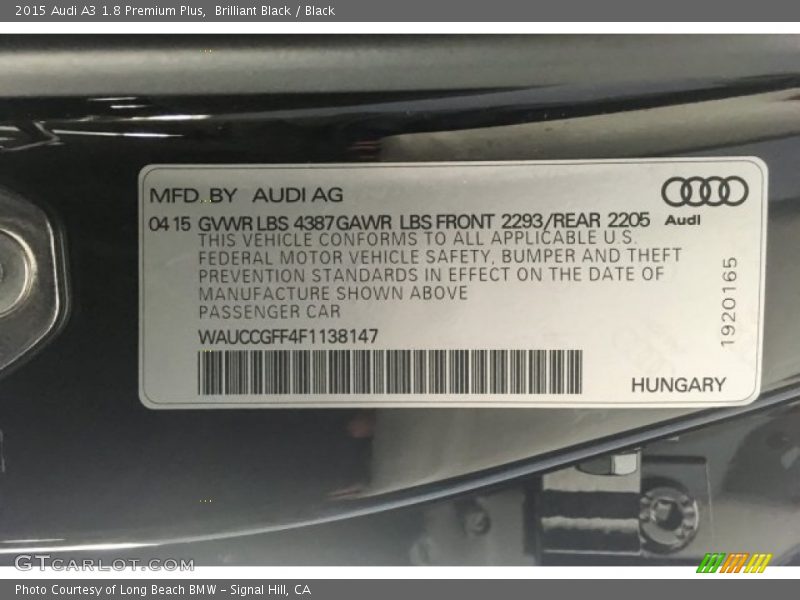 2015 Audi A3 1.8 Premium Plus, Brilliant Black / Black
MFD. BY AUDI AG
04 15 GVWR LBS 4387 GAWR LBS FRONT 2293/REAR 2205
Audi
THIS VEHICLE CONFORMS TO ALL APPLICABLE U.S.
FEDERAL MOTOR VEHICLE SAFETY, BUMPER AND THEFT
PREVENTION STANDARDS IN EFFECT ON THE DATE OF
MANUFACTURE SHOWN ABOVE
PASSENGER CAR
1920165
WAUCCGFF4F1138147
HUNGARY
GTCARLOT.COM
Photo Courtesy of Long Beach BMW - Signal Hill, CA